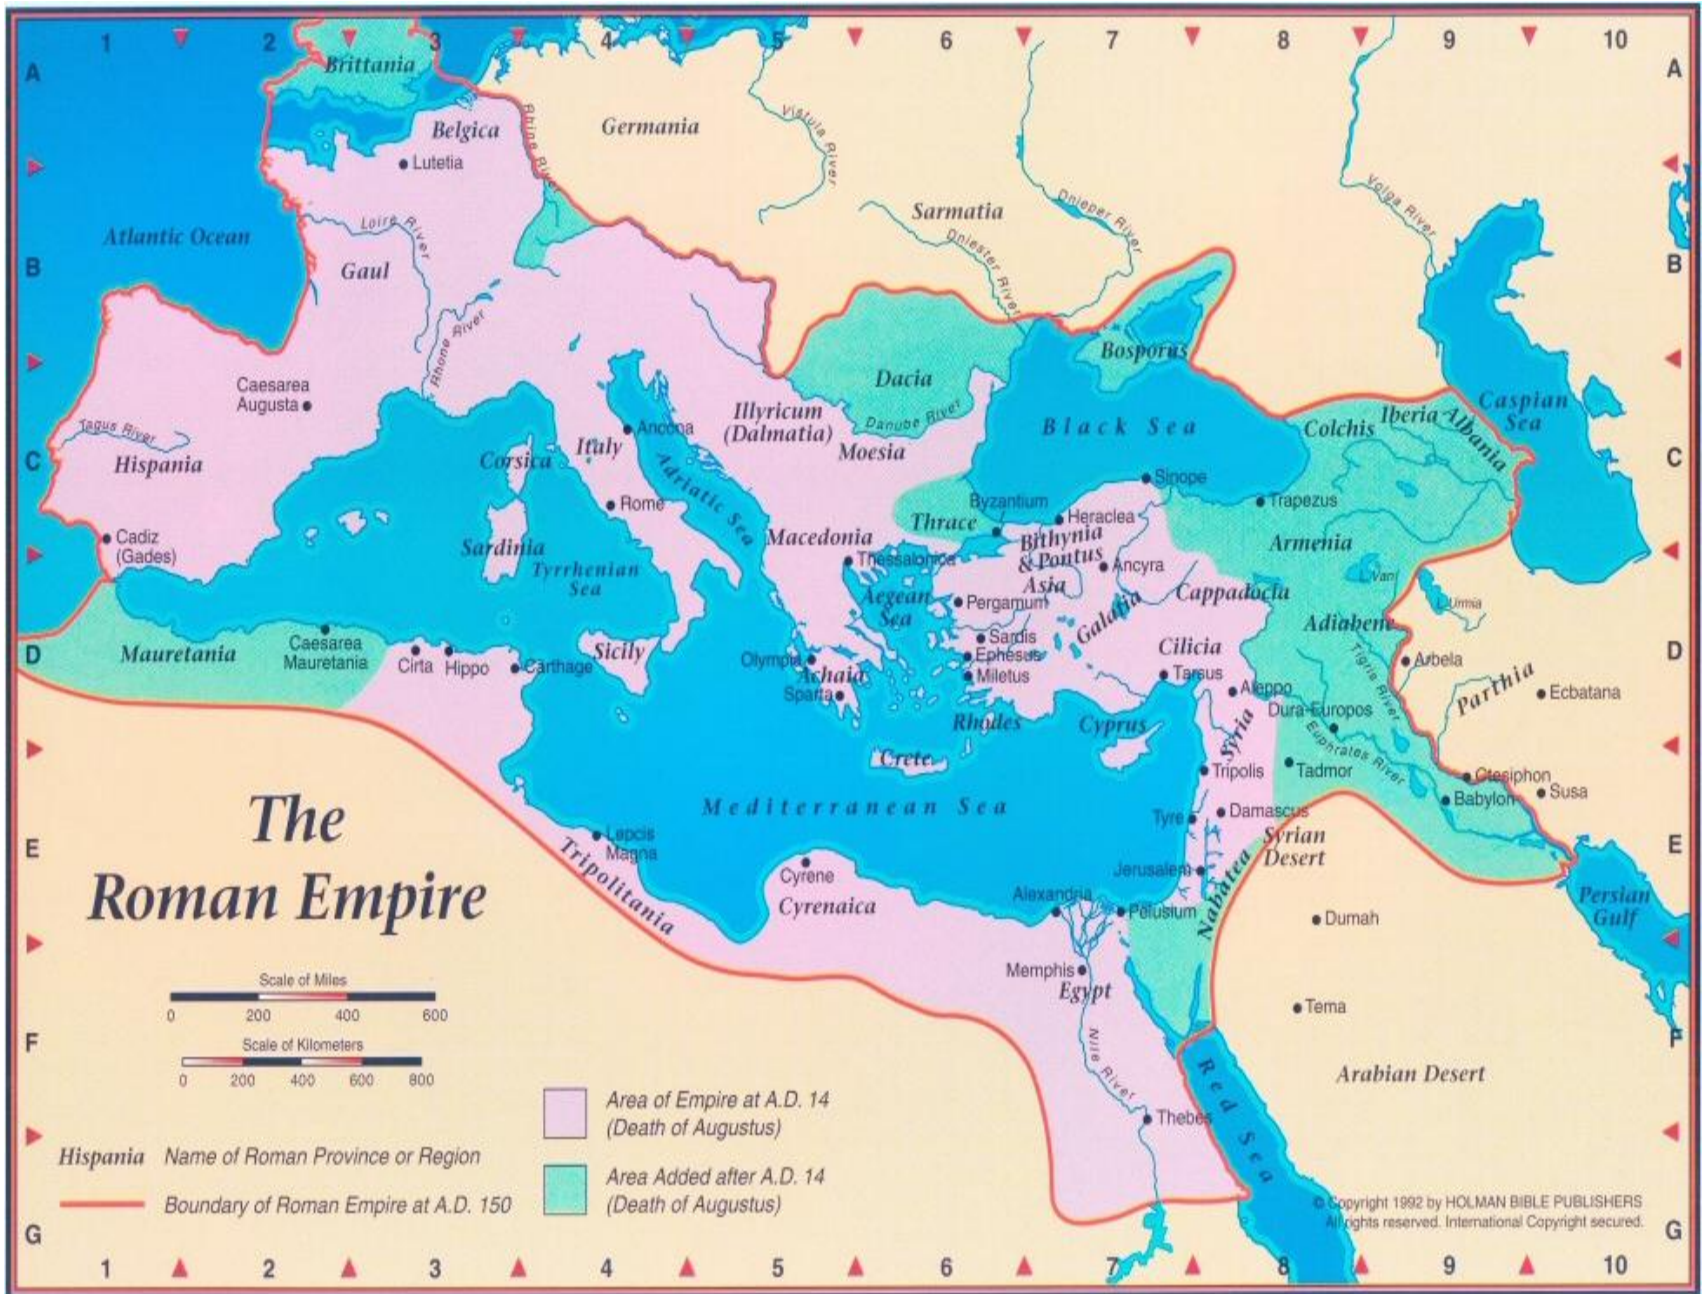 1 2 3 4 5 6 7 8 9 10
A
A
Brittania
Belgica
Germania
Rhine River
Vistula River
Lutetia
Dnieper River
Volga River
Sarmatia
Dniester River
Atlantic Ocean
Loire River
B
B
Gaul
Rhone River
Bosporus
Dacia
Caesarea
Augusta
Illyricum
(Dalmatia)
Danube River
Black Sea
Caspian
Sea
Colchis
Iberia
Albania
Tagus River
Ancona
Italy
Moesia
C
C
Hispania
Corsica
Adriatic Sea
Sinope
Rome
Byzantium
Trapezus
Heraclea
Thrace
Cadiz
(Gades)
Macedonia
Bithynia
& Pontus
Armenia
Sardinia
Tyrrhenian
Sea
Thessalonica
Ancyra
Asia
L. Van
Aegean
Sea
Pergamum
Galatia
Cappadocia
L. Urmia
Adiabene
Sardis
Cilicia
D
D
Mauretania
Caesarea
Mauretania
Cirta
Hippo
Carthage
Sicily
Olympia
Ephesus
Tigris River
Arbela
Achaia
Miletus
Tarsus
Sparta
Aleppo
Parthia
Ecbatana
Dura-Europos
Rhodes
Cyprus
Syria
Euphrates River
Crete
Tripolis
Tadmor
Ctesiphon
Babylon
Susa
Mediterranean Sea
Tyre
Damascus
Syrian
Desert
The
Roman Empire
E
E
Lepcis
Magna
Tripolitania
Cyrene
Cyrenaica
Jerusalem
Nabatea
Alexandria
Pelusium
Persian
Gulf
Dumah
Memphis
Egypt
Tema
Scale of Miles
0 200 400 600
F
F
Scale of Kilometers
0 200 400 600 800
Nile River
Red Sea
Arabian Desert
Thebes
Area of Empire at A.D. 14
(Death of Augustus)
Hispania Name of Roman Province or Region
Area Added after A.D. 14
(Death of Augustus)
Boundary of Roman Empire at A.D. 150
© Copyright 1992 by HOLMAN BIBLE PUBLISHERS
All rights reserved. International Copyright secured.
G
G
1 2 3 4 5 6 7 8 9 10